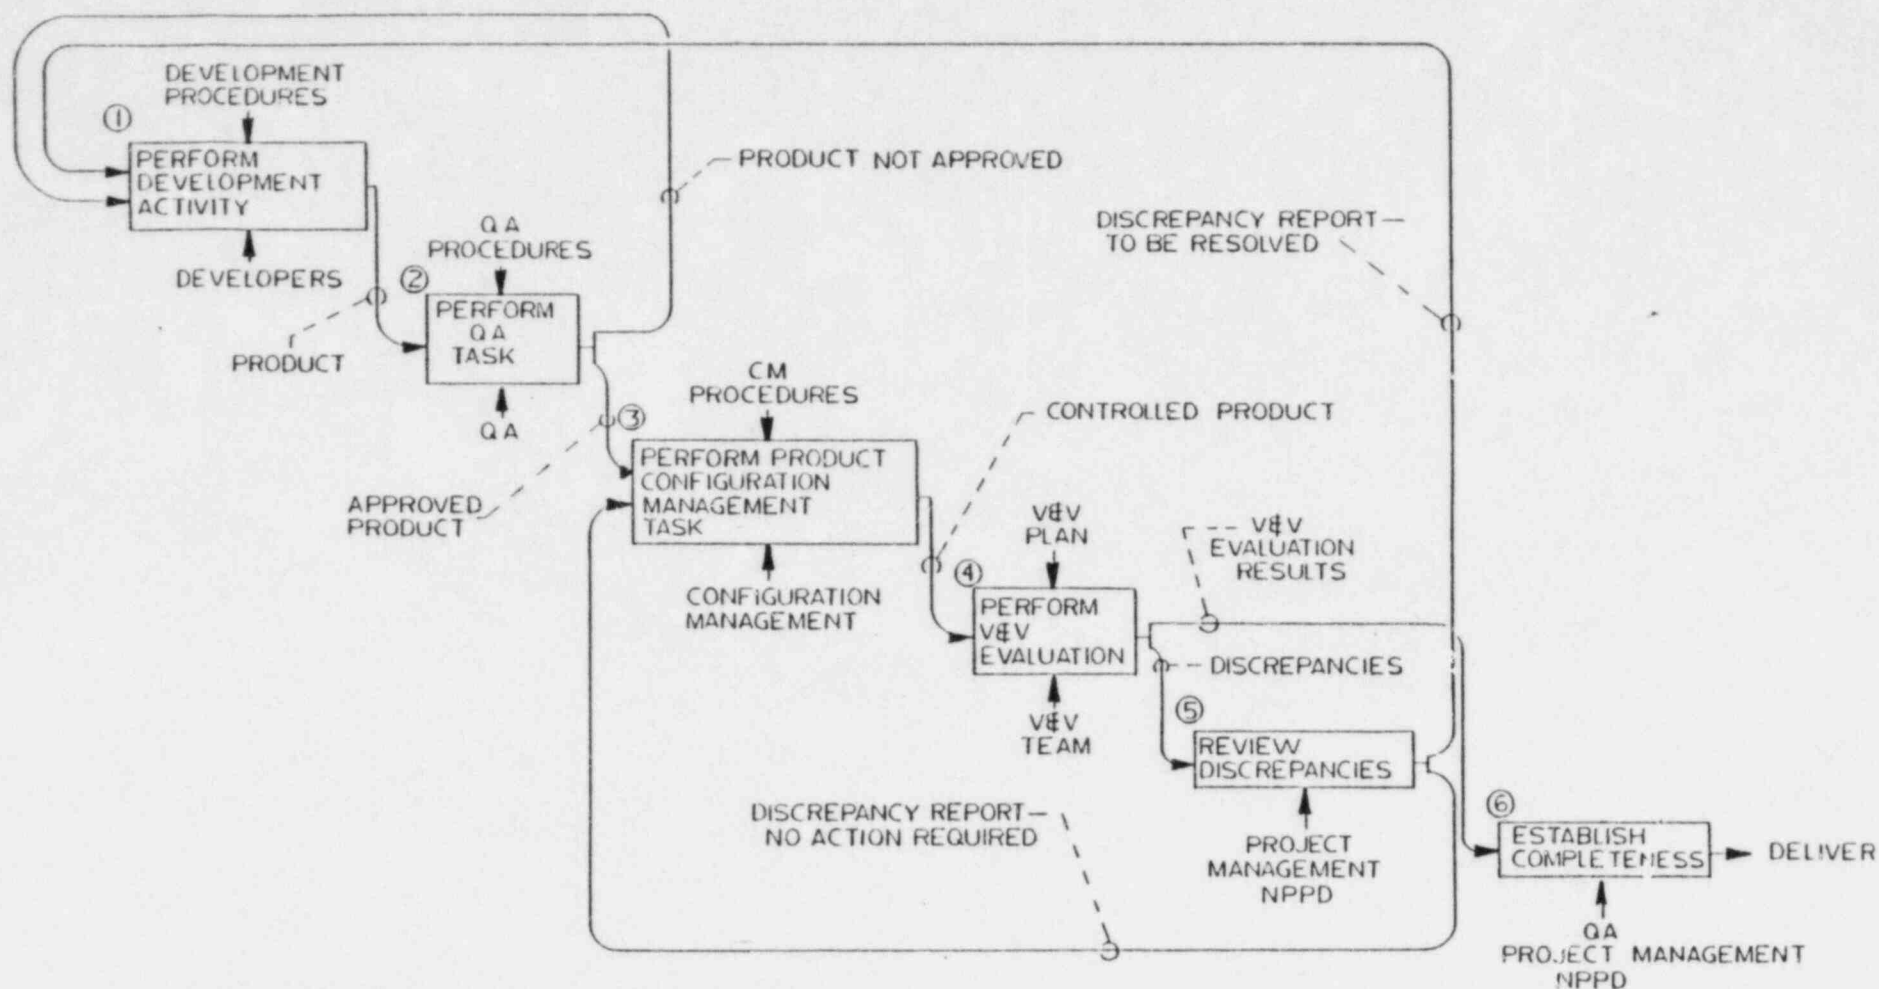 DEVELOPMENT
PROCEDURES
①
PERFORM
DEVELOPMENT
ACTIVITY
DEVELOPERS
PRODUCT
PRODUCT NOT APPROVED
QA
PROCEDURES
②
PERFORM
QA
TASK
QA
DISCREPANCY REPORT—
TO BE RESOLVED
CM
PROCEDURES
③
PERFORM PRODUCT
CONFIGURATION
MANAGEMENT
TASK
APPROVED
PRODUCT
CONFIGURATION
MANAGEMENT
CONTROLLED PRODUCT
V&V
PLAN
④
PERFORM
V&V
EVALUATION
V&V
TEAM
V&V
EVALUATION
RESULTS
DISCREPANCIES
⑤
REVIEW
DISCREPANCIES
PROJECT
MANAGEMENT
NPPD
DISCREPANCY REPORT—
NO ACTION REQUIRED
⑥
ESTABLISH
COMPLETENESS
DELIVER
QA
PROJECT MANAGEMENT
NPPD